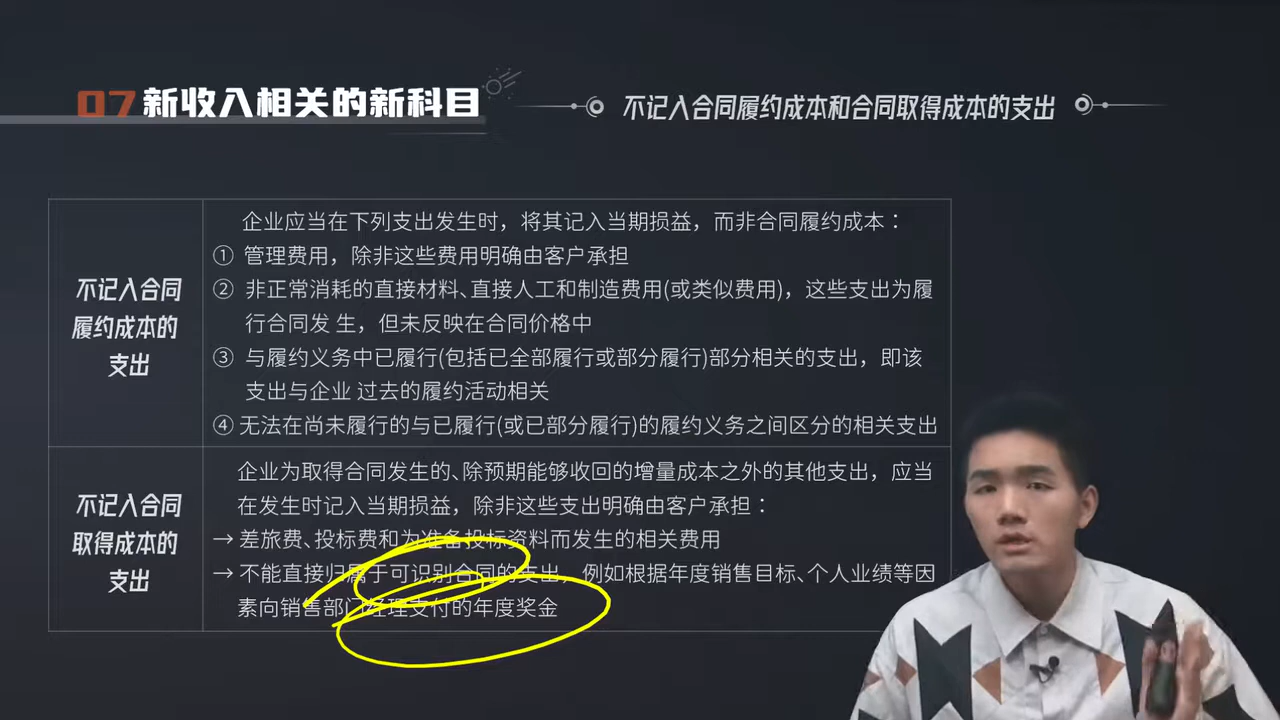 07 新收入相关的新科目
不记入合同履约成本和合同取得成本的支出
不记入合同
履约成本的
支出
企业应当在下列支出发生时，将其记入当期损益，而非合同履约成本：
① 管理费用，除非这些费用明确由客户承担
② 非正常消耗的直接材料、直接人工和制造费用(或类似费用)，这些支出为履
行合同发 生，但未反映在合同价格中
③ 与履约义务中已履行(包括已全部履行或部分履行)部分相关的支出，即该
支出与企业 过去的履约活动相关
④ 无法在尚未履行的与已履行(或已部分履行)的履约义务之间区分的相关支出
不记入合同
取得成本的
支出
企业为取得合同发生的、除预期能够收回的增量成本之外的其他支出，应当
在发生时记入当期损益，除非这些支出明确由客户承担：
→ 差旅费、投标费和为准备投标资料而发生的相关费用
→ 不能直接归属于可识别合同的支出，例如根据年度销售目标、个人业绩等因
素向销售部门经理支付的年度奖金